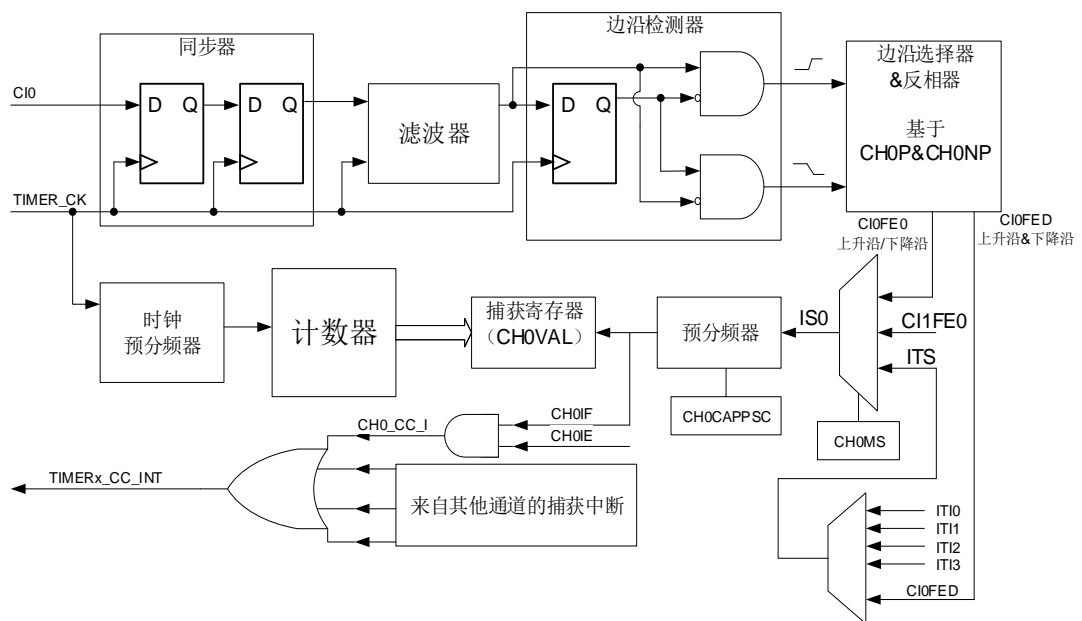 同步器
边沿检测器
CI0
D Q
D Q
滤波器
D Q
边沿选择器
&反相器
基于
CH0P&CH0NP
TIMER_CK
CI0FE0
上升沿/下降沿
CI0FED
上升沿&下降沿
时钟
预分频器
计数器
捕获寄存器
（CH0VAL）
预分频器
IS0
CI1FE0
ITS
CH0CAPPSC
CH0MS
CH0_CC_I
CH0IF
CH0IE
TIMERx_CC_INT
来自其他通道的捕获中断
ITI0
ITI1
ITI2
ITI3
CI0FED